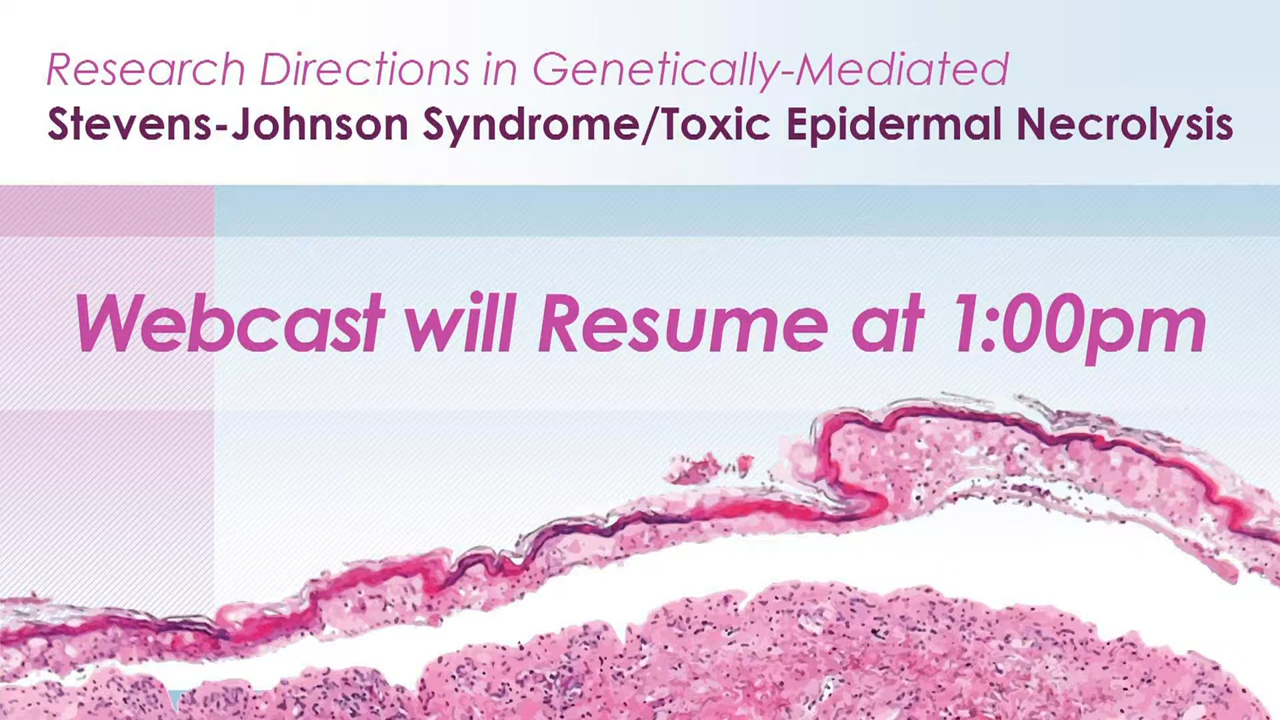 Research Directions in Genetically-Mediated
Stevens-Johnson Syndrome/Toxic Epidermal Necrolysis
Webcast will Resume at 1:00pm